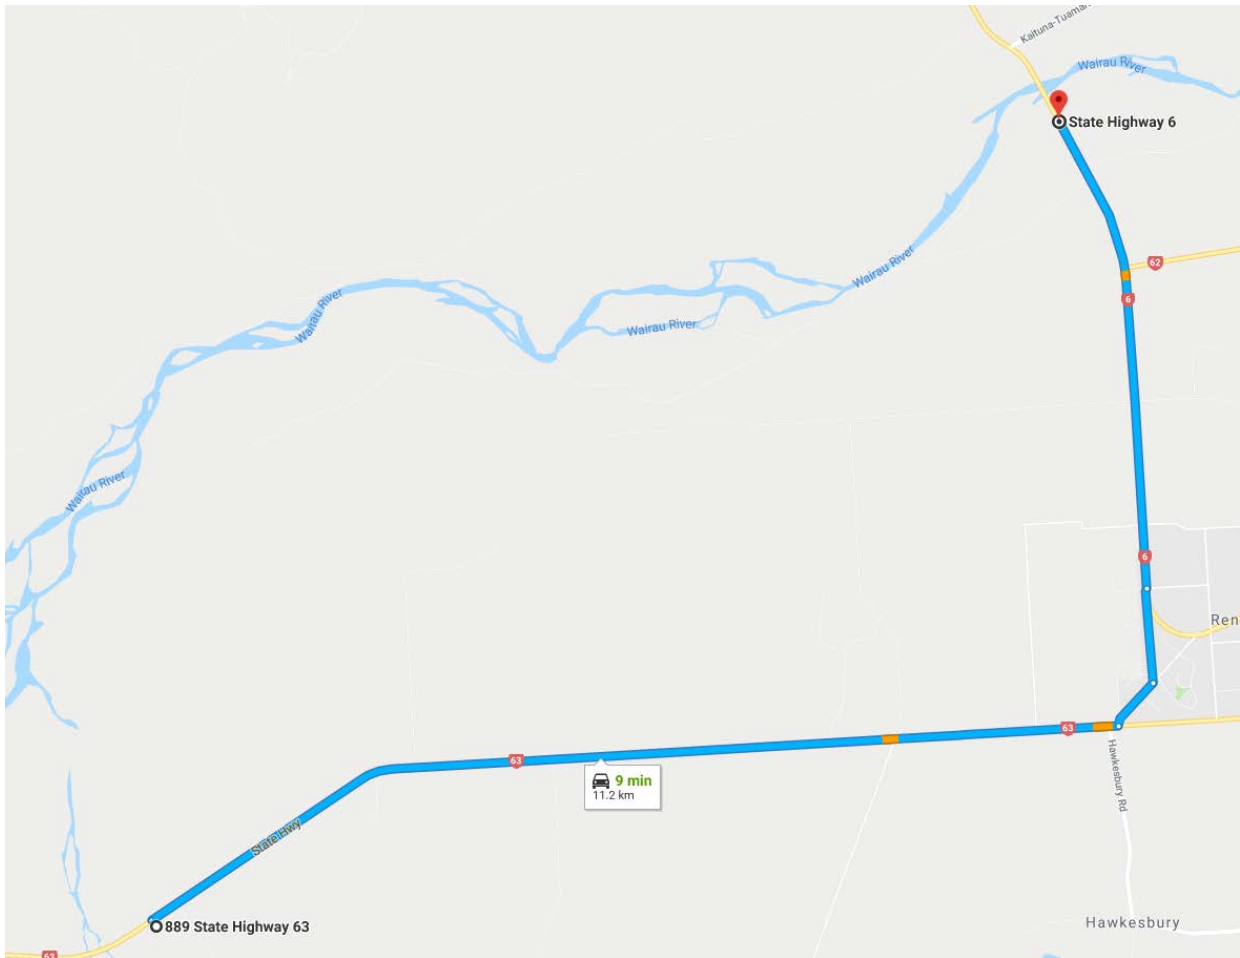 Kaituna-Tuamar
Wairau River
State Highway 6
62
Wairau River
6
Wairau River
Wairau River
Wairau River
6
Ren
63
63
9 min
11.2 km
Hawkesbury Rd
State Hwy
889 State Highway 63
Hawkesbury
63